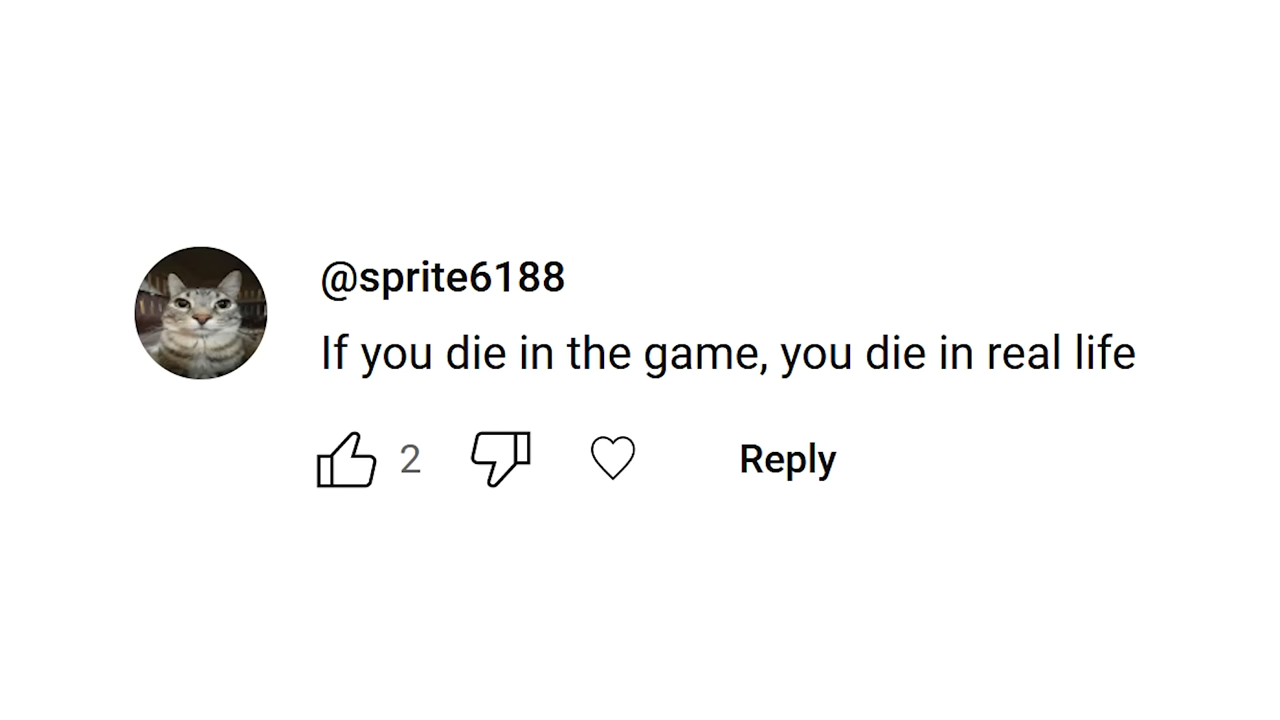 @sprite6188
If you die in the game, you die in real life
2
Reply